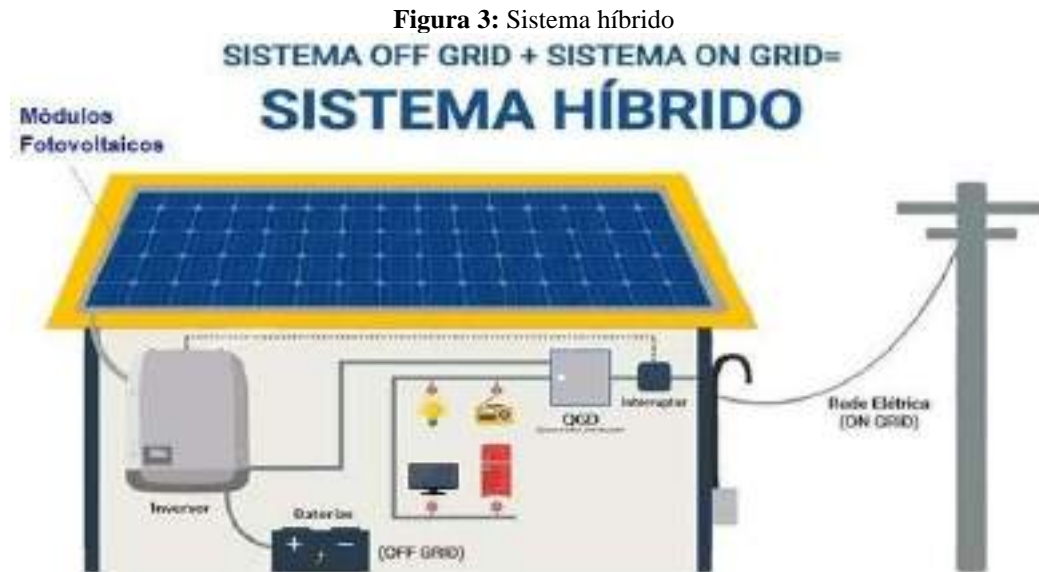 Figura 3: Sistema híbrido
SISTEMA OFF GRID + SISTEMA ON GRID=
SISTEMA HÍBRIDO
Módulos
Fotovoltaicos
Interruptor
QGD
Rede Elétrica
(ON GRID)
Inversor
Baterias
(OFF GRID)